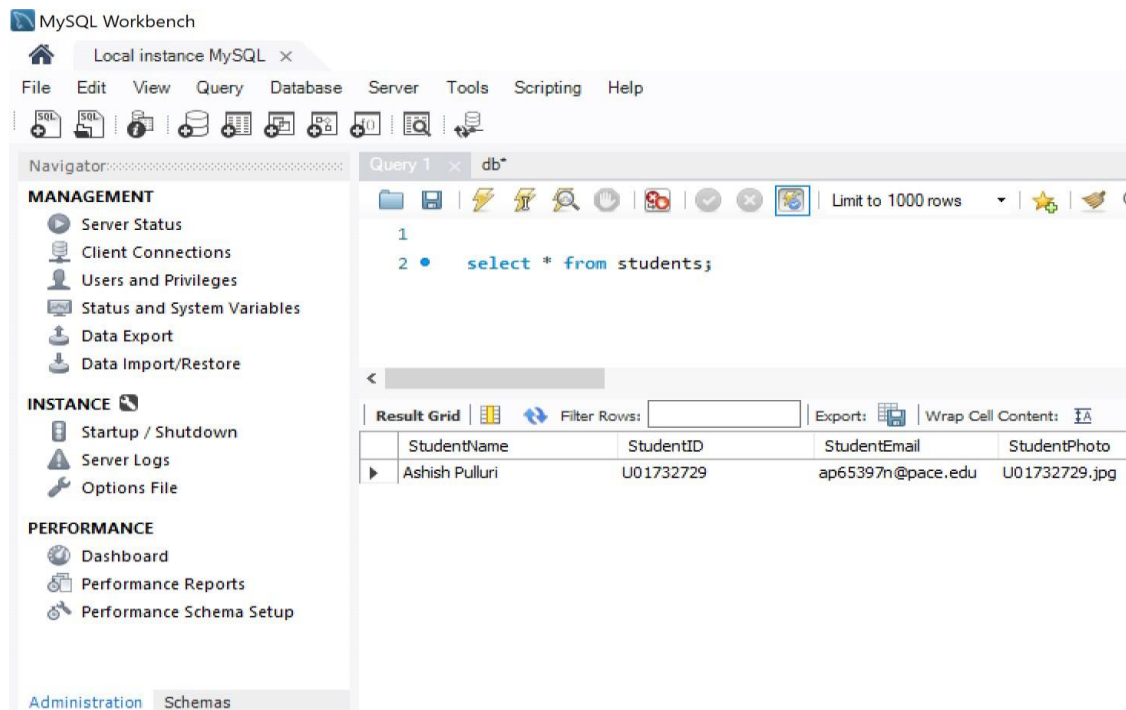 MySQL Workbench
Local instance MySQL
File Edit View Query Database Server Tools Scripting Help
SQL SQL
Navigator
Query 1 db*
MANAGEMENT
Server Status
Client Connections
Users and Privileges
Status and System Variables
Data Export
Data Import/Restore
INSTANCE
Startup / Shutdown
Server Logs
Options File
PERFORMANCE
Dashboard
Performance Reports
Performance Schema Setup
Administration Schemas
Limit to 1000 rows
1
2 select * from students;
Result Grid Filter Rows: Export: Wrap Cell Content:
StudentName StudentID StudentEmail StudentPhoto
Ashish Pulluri U01732729 ap65397n@pace.edu U01732729.jpg